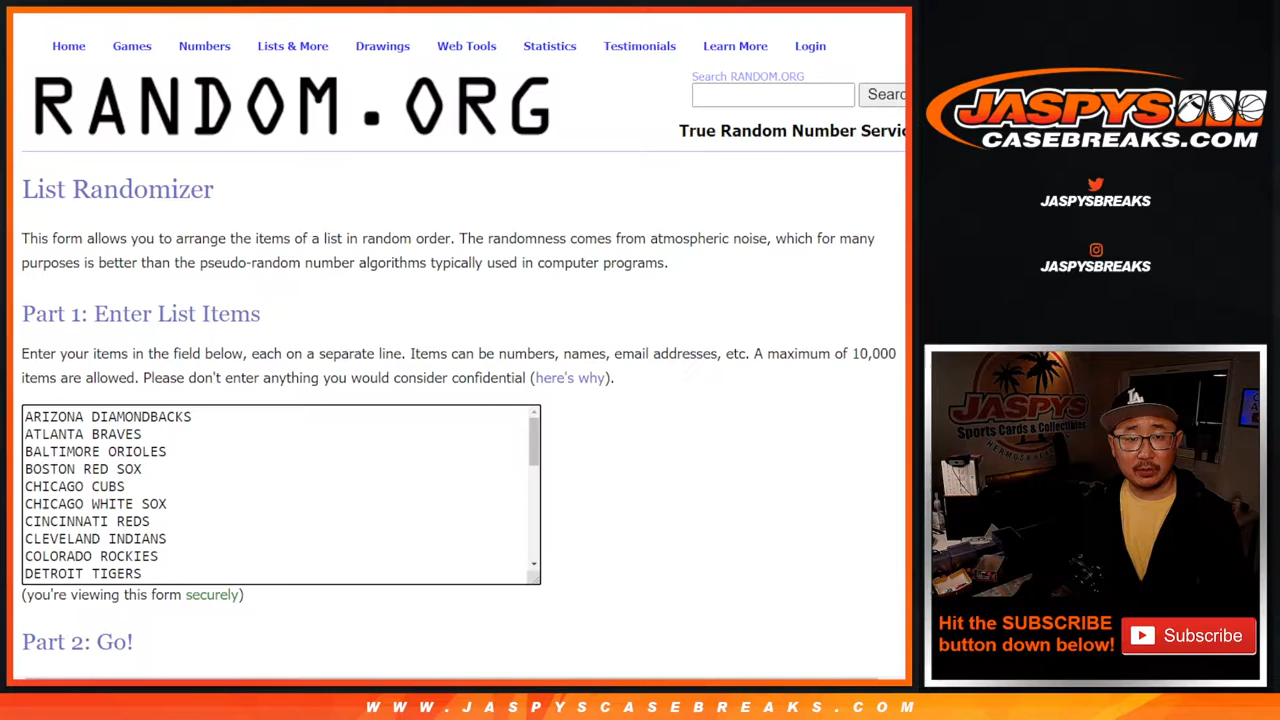 Home Games Numbers Lists & More Drawings Web Tools Statistics Testimonials Learn More Login
RANDOM.ORG
Search RANDOM.ORG
Searc
True Random Number Servic
List Randomizer
This form allows you to arrange the items of a list in random order. The randomness comes from atmospheric noise, which for many
purposes is better than the pseudo-random number algorithms typically used in computer programs.
Part 1: Enter List Items
Enter your items in the field below, each on a separate line. Items can be numbers, names, email addresses, etc. A maximum of 10,000
items are allowed. Please don't enter anything you would consider confidential (here's why).
ARIZONA DIAMONDBACKS
ATLANTA BRAVES
BALTIMORE ORIOLES
BOSTON RED SOX
CHICAGO CUBS
CHICAGO WHITE SOX
CINCINNATI REDS
CLEVELAND INDIANS
COLORADO ROCKIES
DETROIT TIGERS
(you're viewing this form securely)
Part 2: Go!
JASPYS
CASEBREAKS.COM
JASPYSBREAKS
JASPYSBREAKS
JASPYS
Sports Cards & Collectibles
HERMOSA BEACH
LA
Hit the SUBSCRIBE
button down below!
Subscribe
WWW.JASPYSCASEBREAKS.COM